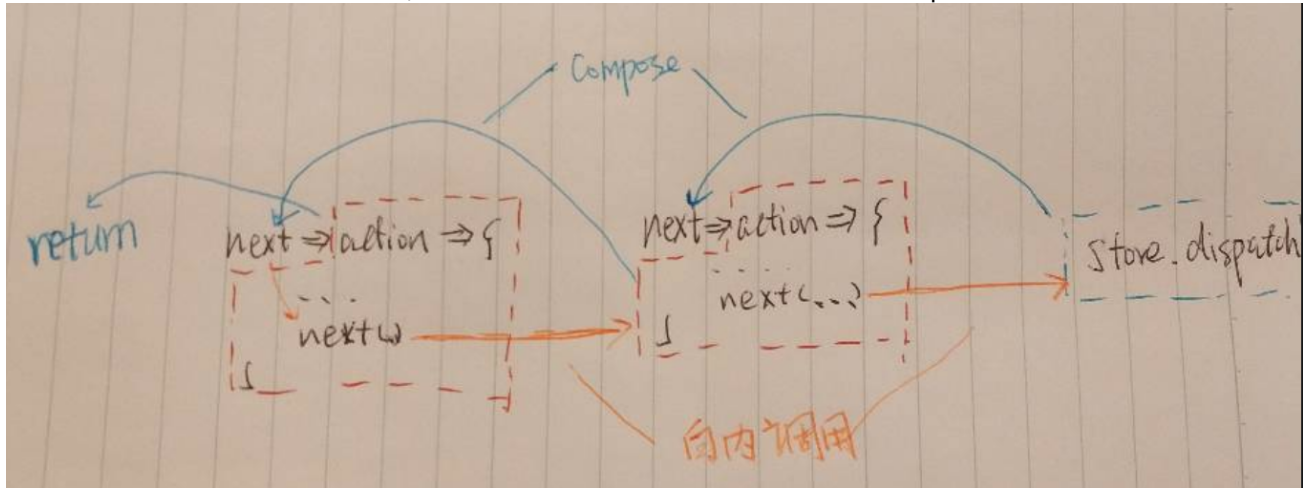 Compose
return
next => action => {
....
next(..)
}
next => action => {
.....
next(...)
}
store.dispatch
向内调用